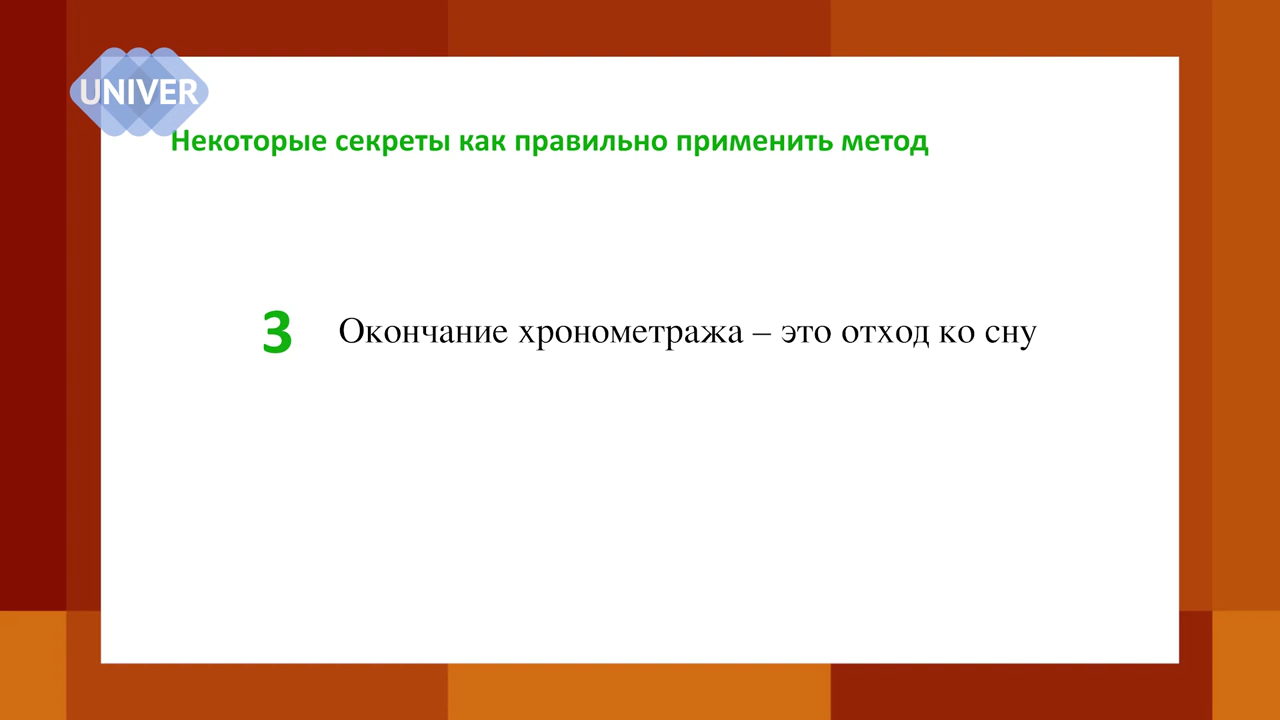 UNIVER
Некоторые секреты как правильно применить метод
3 Окончание хронометража – это отход ко сну